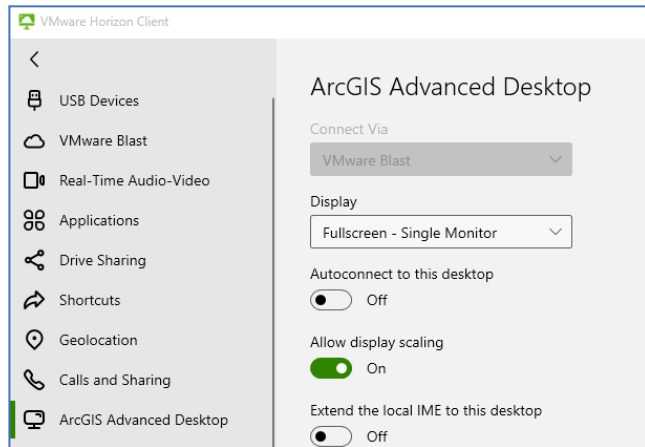 VMware Horizon Client
USB Devices
VMware Blast
Real-Time Audio-Video
Applications
Drive Sharing
Shortcuts
Geolocation
Calls and Sharing
ArcGIS Advanced Desktop
ArcGIS Advanced Desktop
Connect Via
VMware Blast
Display
Fullscreen - Single Monitor
Autoconnect to this desktop
Off
Allow display scaling
On
Extend the local IME to this desktop
Off